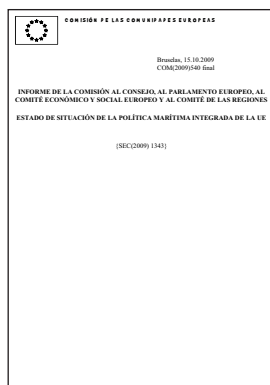 COMISIÓN DE LAS COMUNIDADES EUROPEAS
Bruselas, 15.10.2009
COM(2009)540 final
INFORME DE LA COMISIÓN AL CONSEJO, AL PARLAMENTO EUROPEO, AL
COMITÉ ECONÓMICO Y SOCIAL EUROPEO Y AL COMITÉ DE LAS REGIONES
ESTADO DE SITUACIÓN DE LA POLÍTICA MARÍTIMA INTEGRADA DE LA UE
{SEC(2009) 1343}